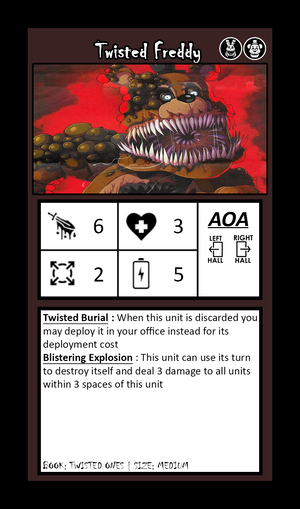 Twisted Freddy
6
3
AOA
LEFT HALL
RIGHT HALL
2
5
Twisted Burial : When this unit is discarded you
may deploy it in your office instead for its
deployment cost
Blistering Explosion : This unit can use its turn
to destroy itself and deal 3 damage to all units
within 3 spaces of this unit
BOOK: TWISTED ONES | SIZE: MEDIUM